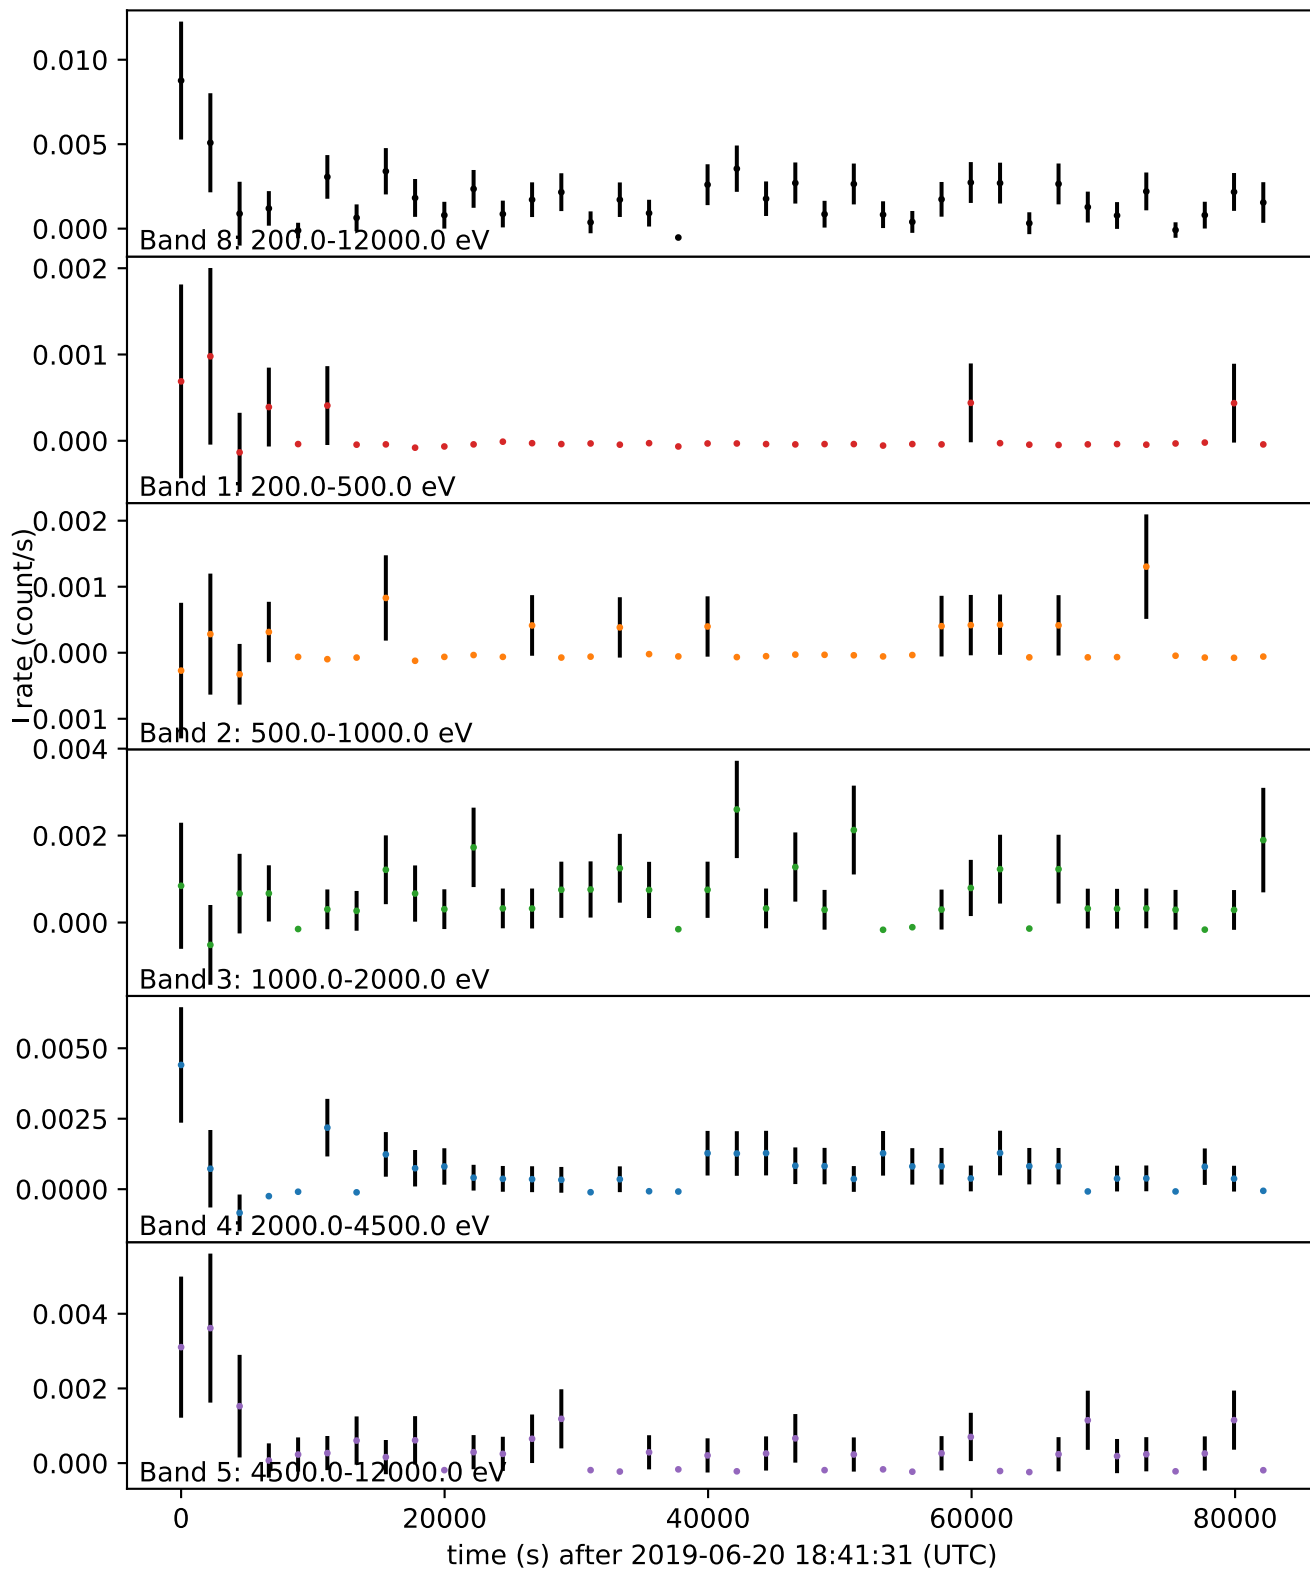 0.010
0.005
0.000
Band 8: 200.0-12000.0 eV
0.002
0.001
0.000
Band 1: 200.0-500.0 eV
rate (count/s)
0.002
0.001
0.000
−0.001
Band 2: 500.0-1000.0 eV
0.004
0.002
0.000
Band 3: 1000.0-2000.0 eV
0.0050
0.0025
0.0000
Band 4: 2000.0-4500.0 eV
0.004
0.002
0.000
Band 5: 4500.0-12000.0 eV
0 20000 40000 60000 80000
time (s) after 2019-06-20 18:41:31 (UTC)